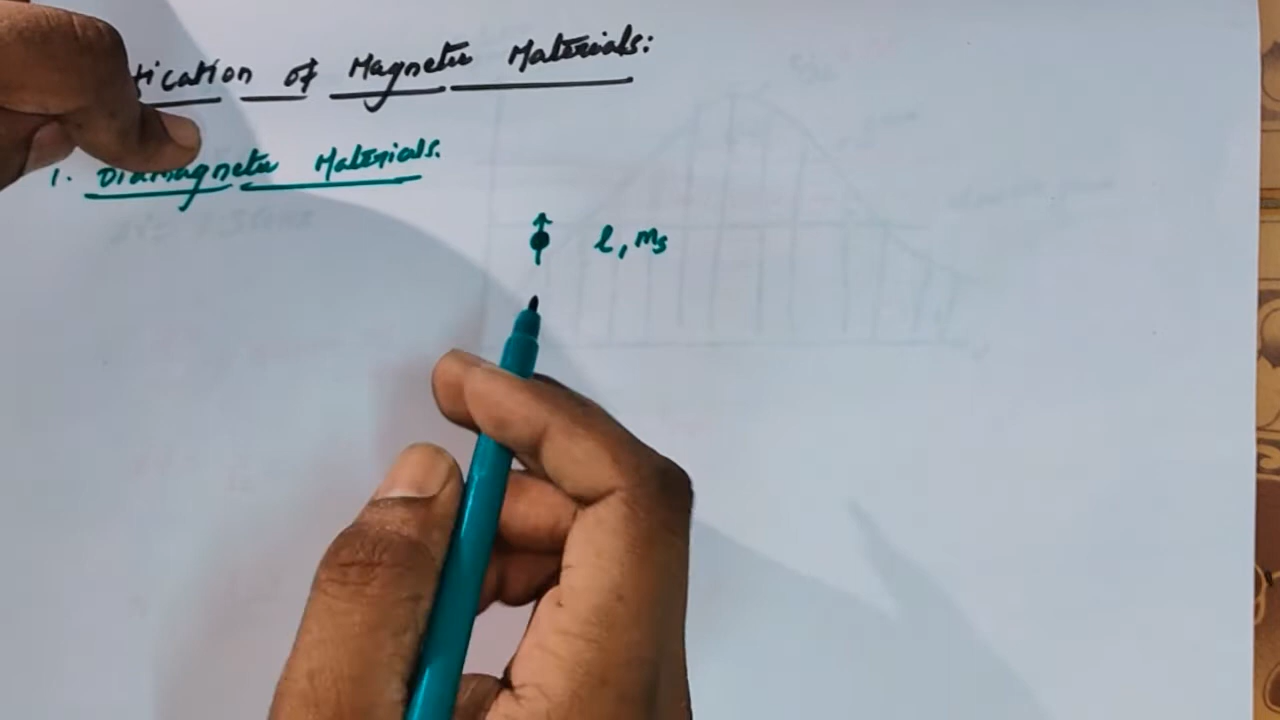 fication of Magnetic Materials:
1. Diamagnetic Materials.
l, ms